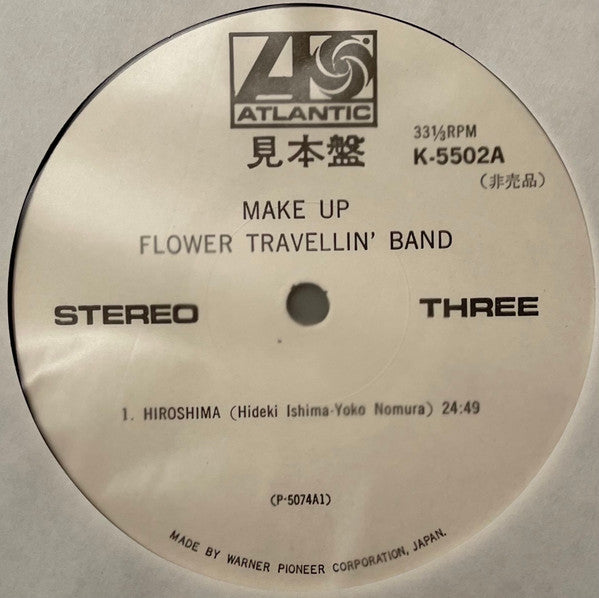 ATLANTIC
見本盤
33⅓RPM
K-5502A
(非売品)
MAKE UP
FLOWER TRAVELLIN' BAND
STEREO
THREE
1. HIROSHIMA (Hideki Ishima-Yoko Nomura) 24:49
(P-5074A1)
MADE BY WARNER PIONEER CORPORATION, JAPAN.